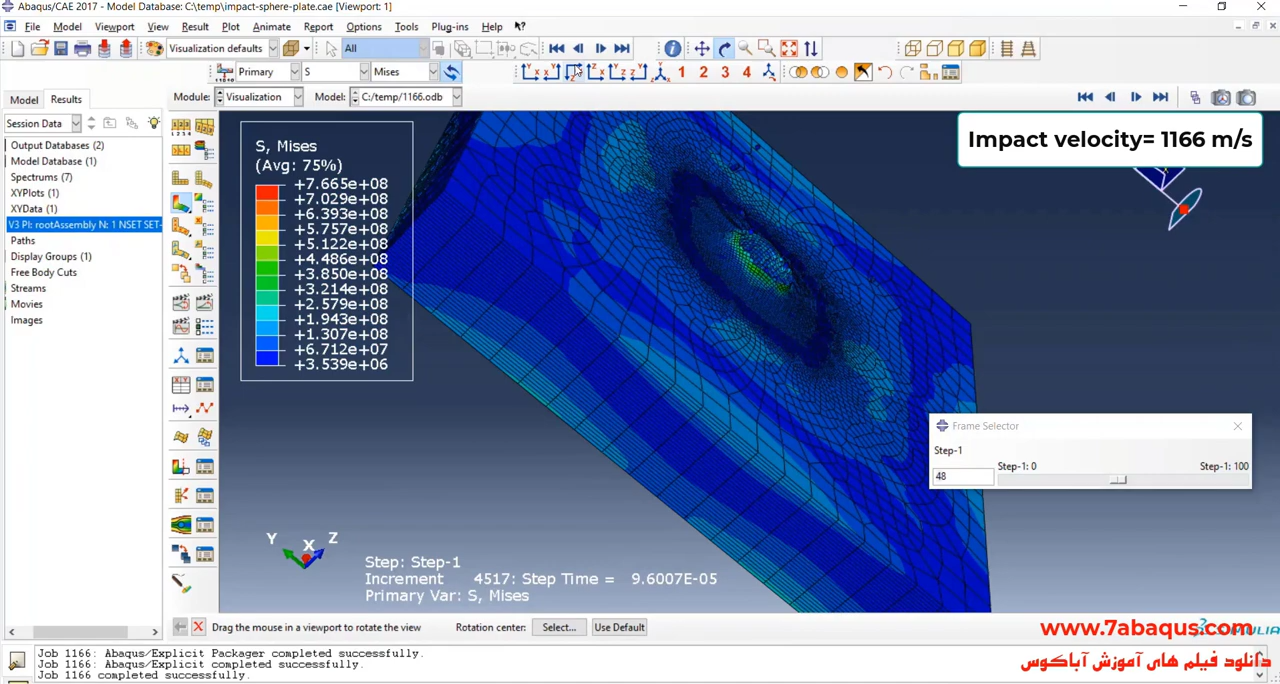 Abaqus/CAE 2017 - Model Database: C:\temp\impact-sphere-plate.cae [Viewport: 1]
File Model Viewport View Result Plot Animate Report Options Tools Plug-ins Help
Visualization defaults All
Primary S Mises 1 2 3 4
Model Results Module: Visualization Model: C:/temp/1166.odb
Session Data
Output Databases (2)
Model Database (1)
Spectrums (7)
XYPlots (1)
XYData (1)
V3 PI: rootAssembly N: 1 NSET SET-
Paths
Display Groups (1)
Free Body Cuts
Streams
Movies
Images
Impact velocity= 1166 m/s
S, Mises
(Avg: 75%)
+7.665e+08
+7.029e+08
+6.393e+08
+5.757e+08
+5.122e+08
+4.486e+08
+3.850e+08
+3.214e+08
+2.579e+08
+1.943e+08
+1.307e+08
+6.712e+07
+3.539e+06
Frame Selector
Step-1
Step-1: 0 Step-1: 100
48
Y X Z
Step: Step-1
Increment 4517: Step Time = 9.6007E-05
Primary Var: S, Mises
Drag the mouse in a viewport to rotate the view Rotation center: Select... Use Default
www.7abaqus.com
دانلود فیلم های آموزش آباکوس
Job 1166: Abaqus/Explicit Packager completed successfully.
Job 1166: Abaqus/Explicit completed successfully.
Job 1166 completed successfully.